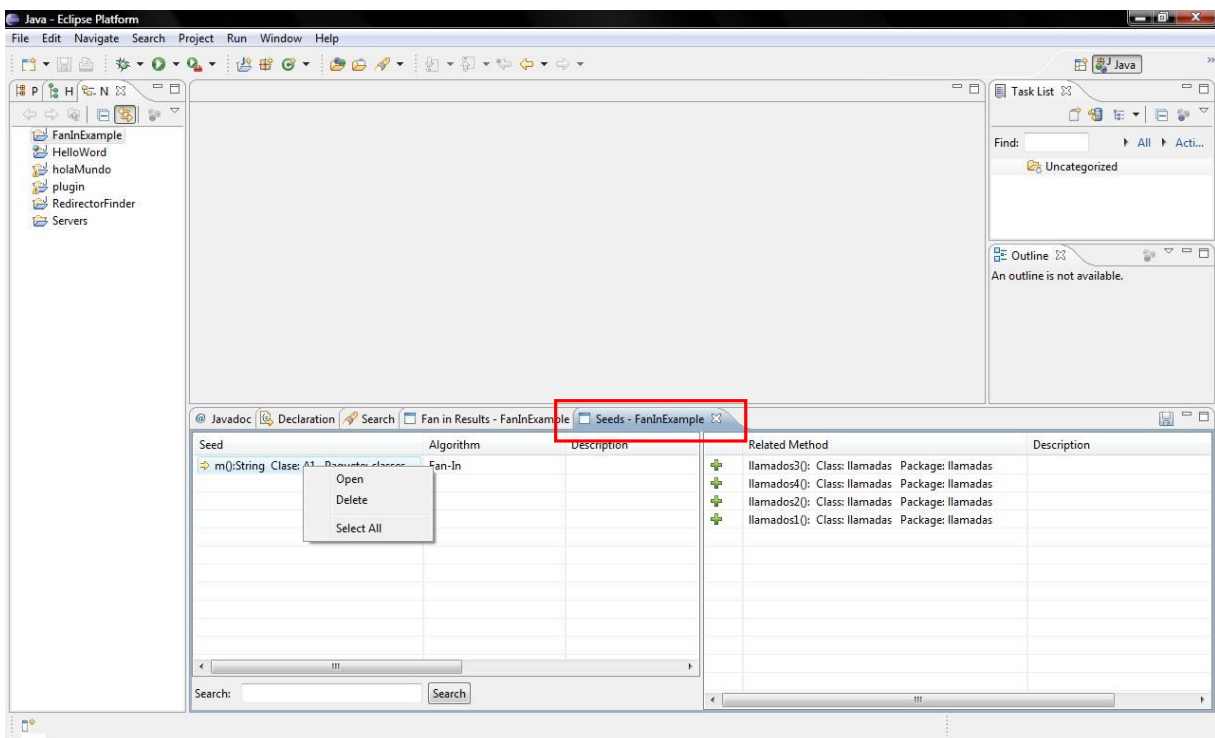 Java - Eclipse Platform
File Edit Navigate Search Project Run Window Help
Java
P H N
FanInExample
HelloWord
holaMundo
plugin
RedirectorFinder
Servers
Task List
Find: All Acti...
Uncategorized
Outline
An outline is not available.
@ Javadoc Declaration Search Fan in Results - FanInExample Seeds - FanInExample
Seed Algorithm Description Related Method Description
m():String Clase: A1 Paquete: classes Fan-In
Open
Delete
Select All
llamados3(): Class: llamadas Package: llamadas
llamados4(): Class: llamadas Package: llamadas
llamados2(): Class: llamadas Package: llamadas
llamados1(): Class: llamadas Package: llamadas
Search: Search